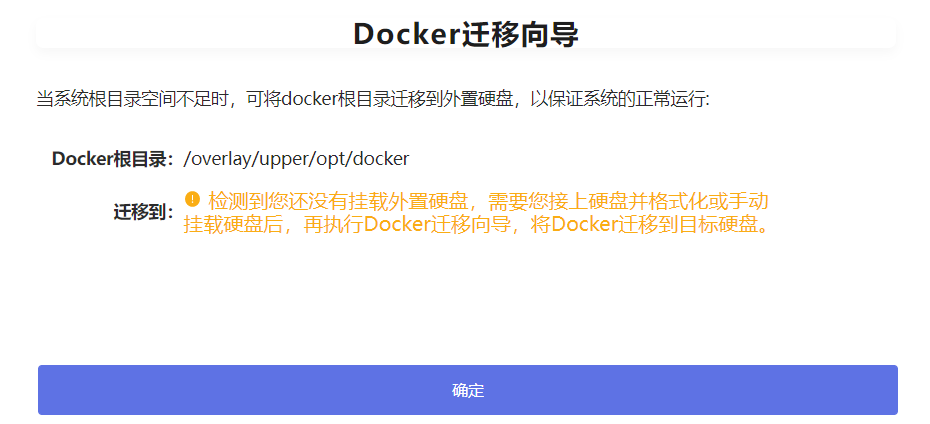 Docker迁移向导
当系统根目录空间不足时，可将docker根目录迁移到外置硬盘，以保证系统的正常运行:
Docker根目录： /overlay/upper/opt/docker
迁移到： 检测到您还没有挂载外置硬盘，需要您接上硬盘并格式化或手动
挂载硬盘后，再执行Docker迁移向导，将Docker迁移到目标硬盘。
确定